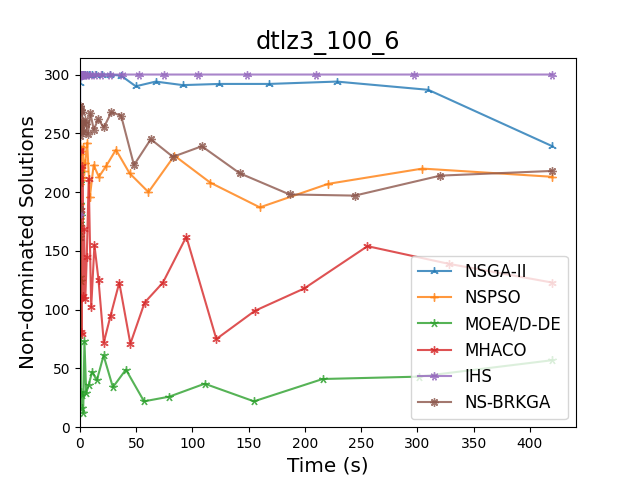 dtlz3_100_6
Non-dominated Solutions
300
250
200
150
100
50
0
0 50 100 150 200 250 300 350 400
Time (s)
NSGA-II
NSPSO
MOEA/D-DE
MHACO
IHS
NS-BRKGA